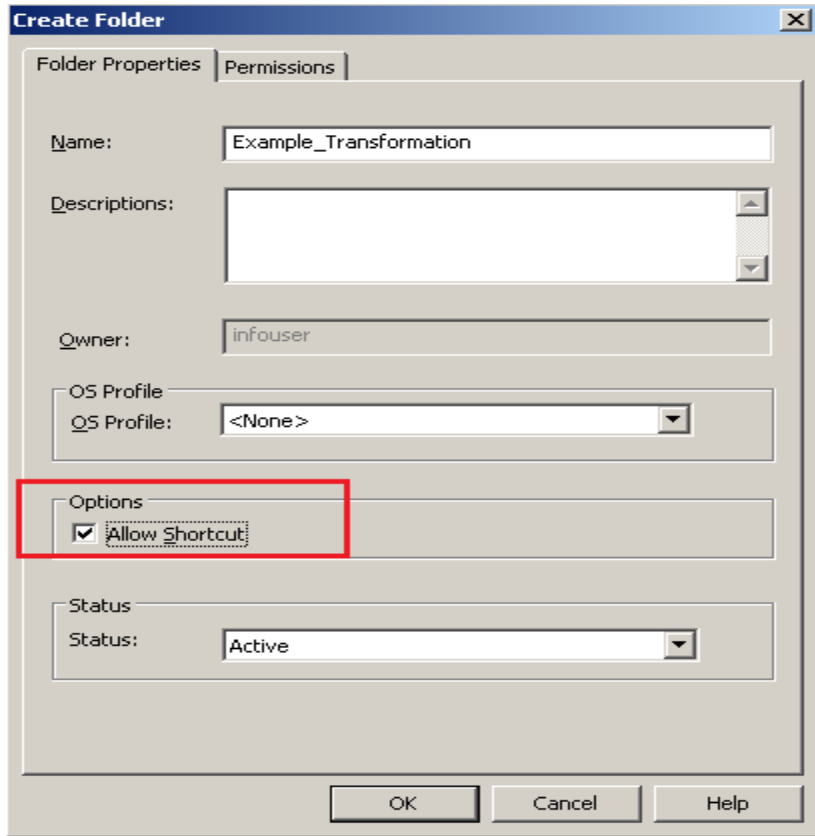 Create Folder
Folder Properties
Permissions
Name:
Example_Transformation
Descriptions:
Owner:
infouser
OS Profile
OS Profile:
<None>
Options
Allow Shortcut
Status
Status:
Active
OK
Cancel
Help